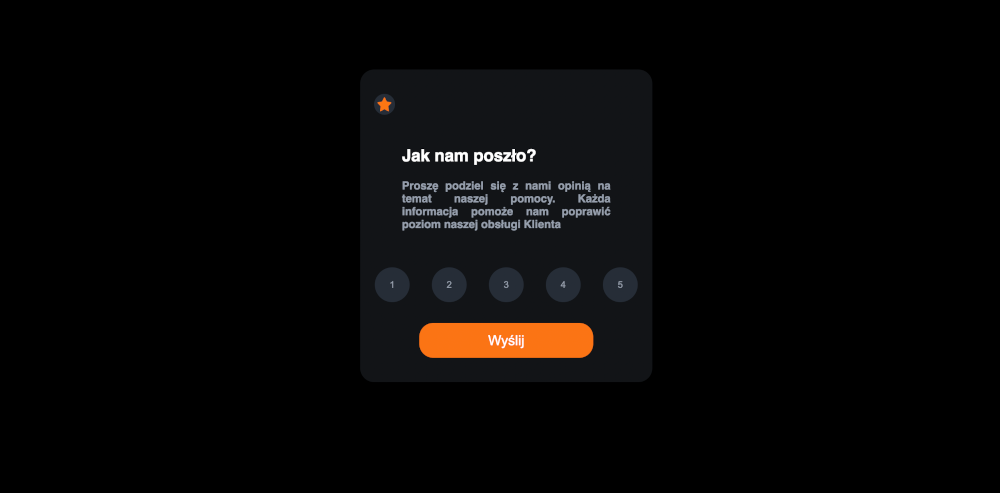 Jak nam poszło?
Proszę podziel się z nami opinią na
temat naszej pomocy. Każda
informacja pomoże nam poprawić
poziom naszej obsługi Klienta
1 2 3 4 5
Wyślij